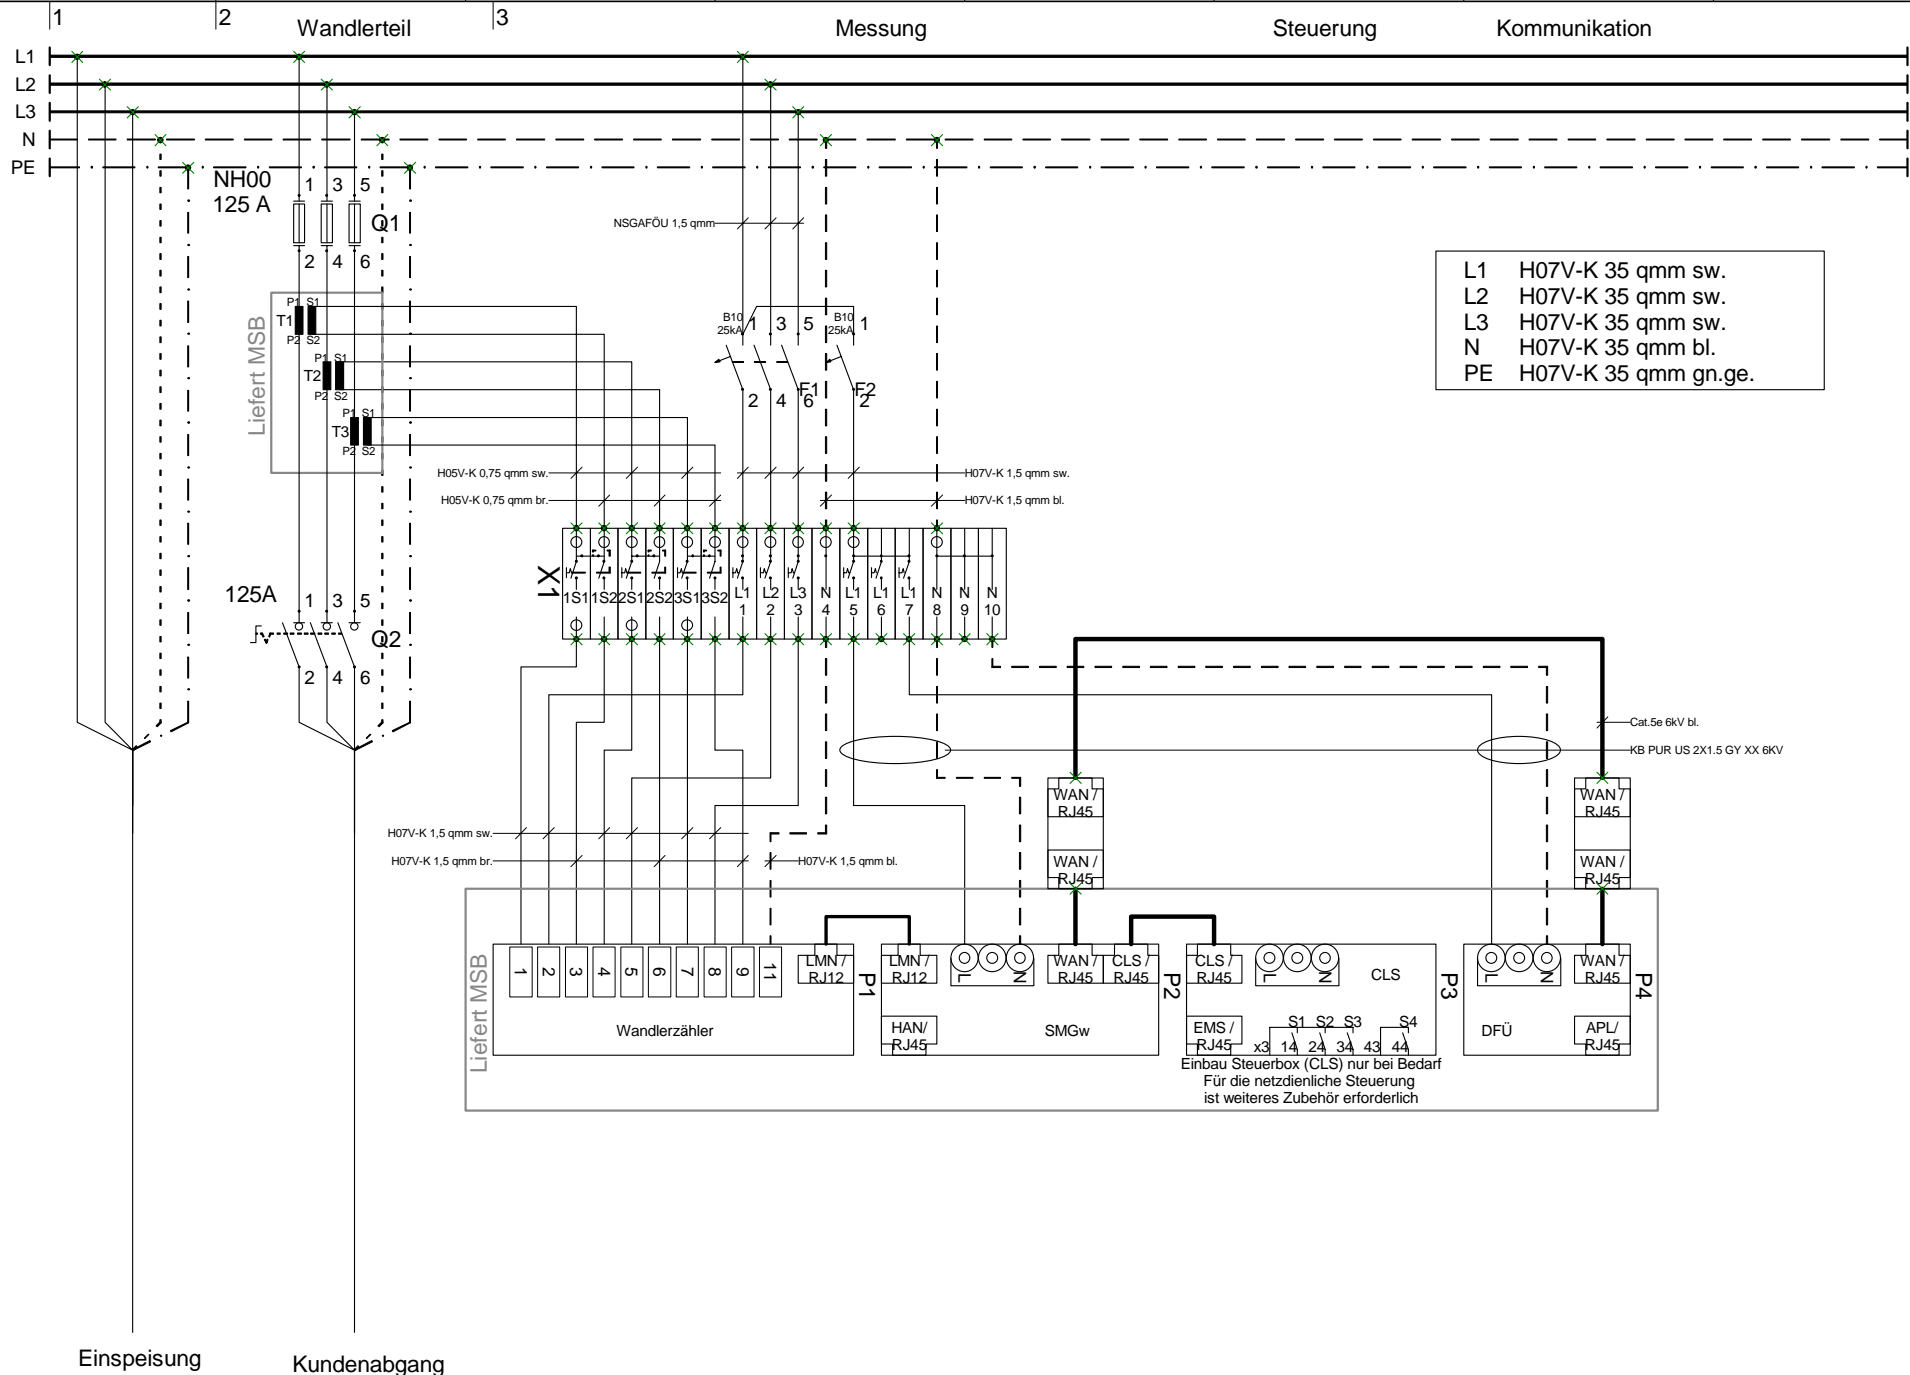 1 2 3
Wandlerteil Messung Steuerung Kommunikation
L1
L2
L3
N
PE
NH00
125 A
1 3 5
Q1
2 4 6
NSGAFÖU 1,5 qmm
L1 H07V-K 35 qmm sw.
L2 H07V-K 35 qmm sw.
L3 H07V-K 35 qmm sw.
N H07V-K 35 qmm bl.
PE H07V-K 35 qmm gn.ge.
Liefert MSB
P1 S1
T1
P2 S2
P1 S1
T2
P2 S2
P1 S1
T3
P2 S2
B10
25kA
1 3 5
F1
2 4 6
B10
25kA
1
F2
2
H05V-K 0,75 qmm sw.
H07V-K 1,5 qmm sw.
H05V-K 0,75 qmm br.
H07V-K 1,5 qmm bl.
X1
1S1 1S2 2S1 2S2 3S1 3S2
L1 L2 L3 N L1 L1 L1 N N N
1 2 3 4 5 6 7 8 9 10
125A
1 3 5
Q2
2 4 6
Cat.5e 6kV bl.
KB PUR US 2X1.5 GY XX 6KV
WAN /
RJ45
WAN /
RJ45
WAN /
RJ45
WAN /
RJ45
H07V-K 1,5 qmm sw.
H07V-K 1,5 qmm br.
H07V-K 1,5 qmm bl.
Liefert MSB
1 2 3 4 5 6 7 8 9 11
LMN /
RJ12
P1
Wandlerzähler
LMN /
RJ12
L N
WAN /
RJ45
CLS /
RJ45
P2
HAN/
RJ45
SMGw
CLS /
RJ45
L N
CLS
P3
EMS /
RJ45
S1 S2 S3 S4
x3 14 24 34 43 44
Einbau Steuerbox (CLS) nur bei Bedarf
Für die netzdienliche Steuerung
ist weiteres Zubehör erforderlich
L N
WAN /
RJ45
P4
DFÜ
APL/
RJ45
Einspeisung
Kundenabgang